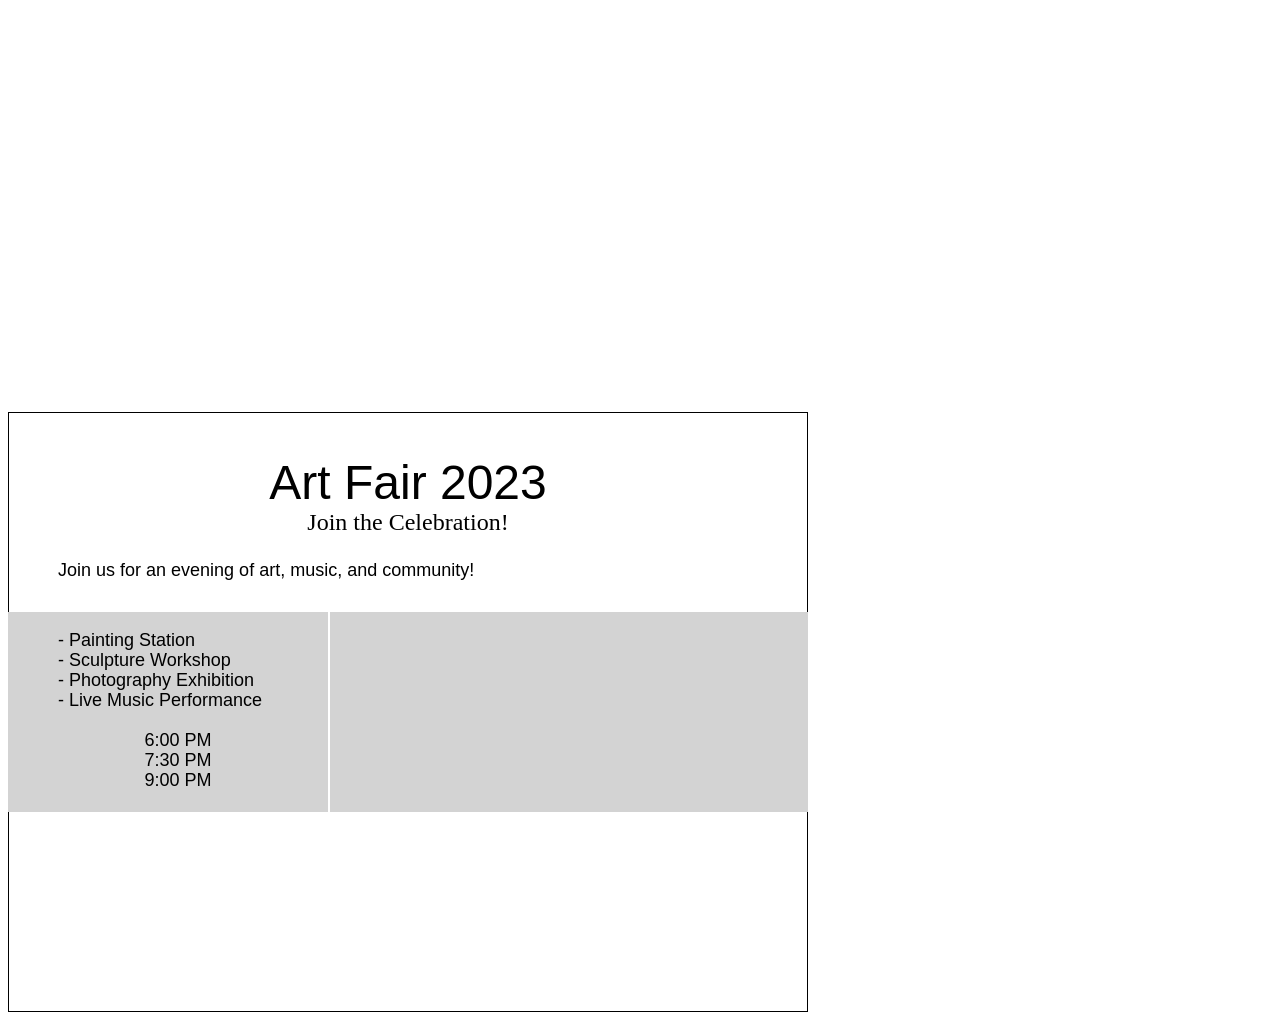 Art Fair 2023
Join the Celebration!
Join us for an evening of art, music, and community!
- Painting Station
- Sculpture Workshop
- Photography Exhibition
- Live Music Performance
6:00 PM
7:30 PM
9:00 PM